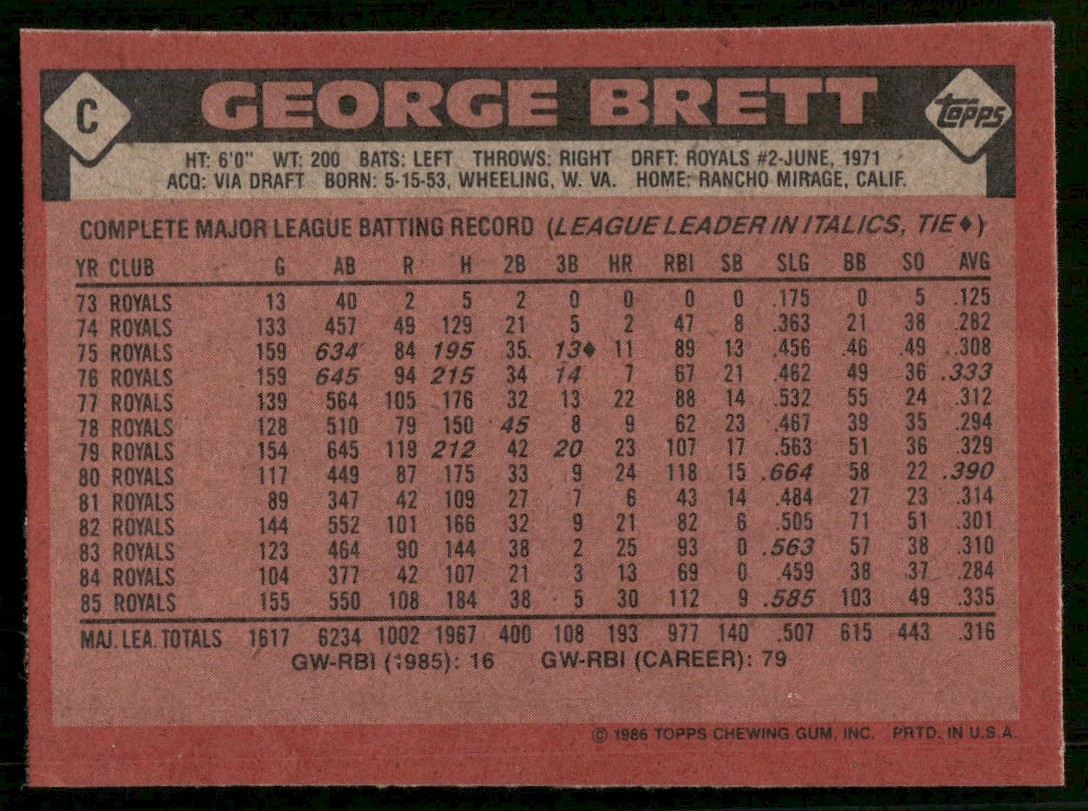 C GEORGE BRETT topps
HT: 6'0" WT: 200 BATS: LEFT THROWS: RIGHT DRFT: ROYALS #2-JUNE, 1971
ACQ: VIA DRAFT BORN: 5-15-53, WHEELING, W. VA. HOME: RANCHO MIRAGE, CALIF.
COMPLETE MAJOR LEAGUE BATTING RECORD (LEAGUE LEADER IN ITALICS, TIE♦)
YR CLUB G AB R H 2B 3B HR RBI SB SLG BB SO AVG
73 ROYALS 13 40 2 5 2 0 0 0 0 .175 0 5 .125
74 ROYALS 133 457 49 129 21 5 2 47 8 .363 21 38 .282
75 ROYALS 159 634 84 195 35 13♦ 11 89 13 .456 46 49 .308
76 ROYALS 159 645 94 215 34 14 7 67 21 .462 49 36 .333
77 ROYALS 139 564 105 176 32 13 22 88 14 .532 55 24 .312
78 ROYALS 128 510 79 150 45 8 9 62 23 .467 39 35 .294
79 ROYALS 154 645 119 212 42 20 23 107 17 .563 51 36 .329
80 ROYALS 117 449 87 175 33 9 24 118 15 .664 58 22 .390
81 ROYALS 89 347 42 109 27 7 6 43 14 .484 27 23 .314
82 ROYALS 144 552 101 166 32 9 21 82 6 .505 71 51 .301
83 ROYALS 123 464 90 144 38 2 25 93 0 .563 57 38 .310
84 ROYALS 104 377 42 107 21 3 13 69 0 .459 38 37 .284
85 ROYALS 155 550 108 184 38 5 30 112 9 .585 103 49 .335
MAJ. LEA. TOTALS 1617 6234 1002 1967 400 108 193 977 140 .507 615 443 .316
GW-RBI (1985): 16 GW-RBI (CAREER): 79
© 1986 TOPPS CHEWING GUM, INC. PRTD. IN U.S.A.